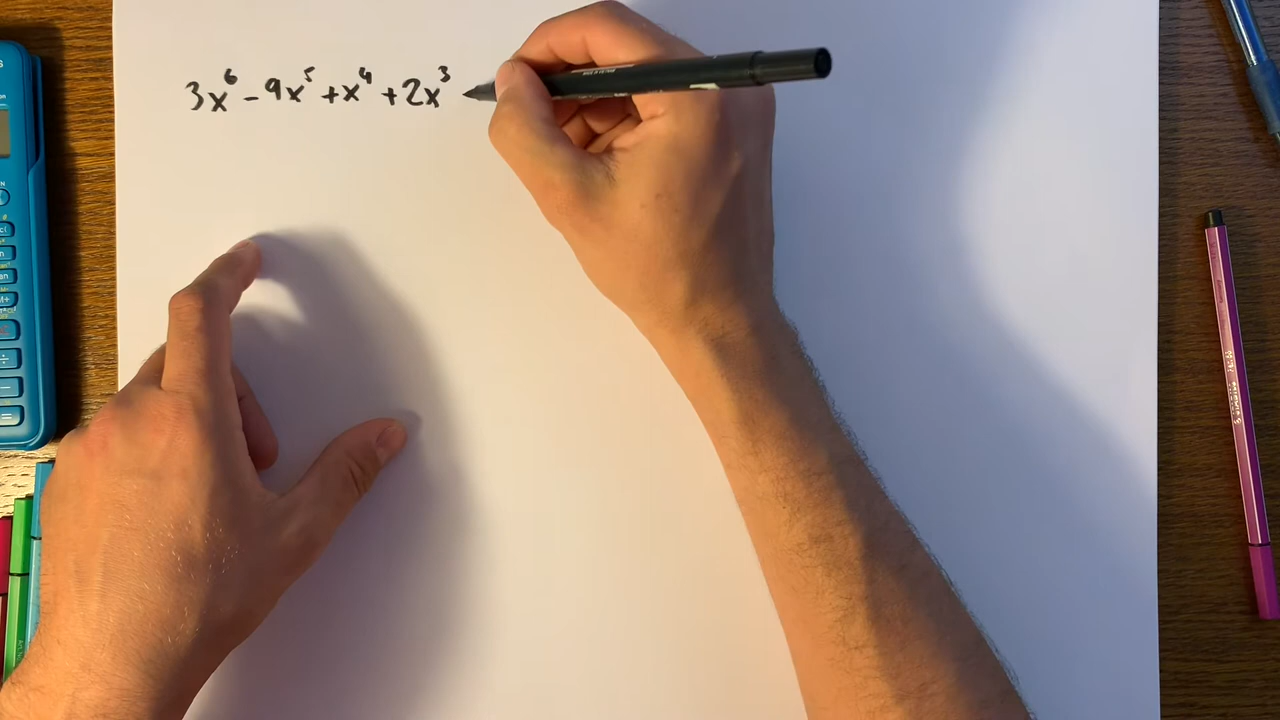 3x⁶ - 9x⁵ + x⁴ + 2x³